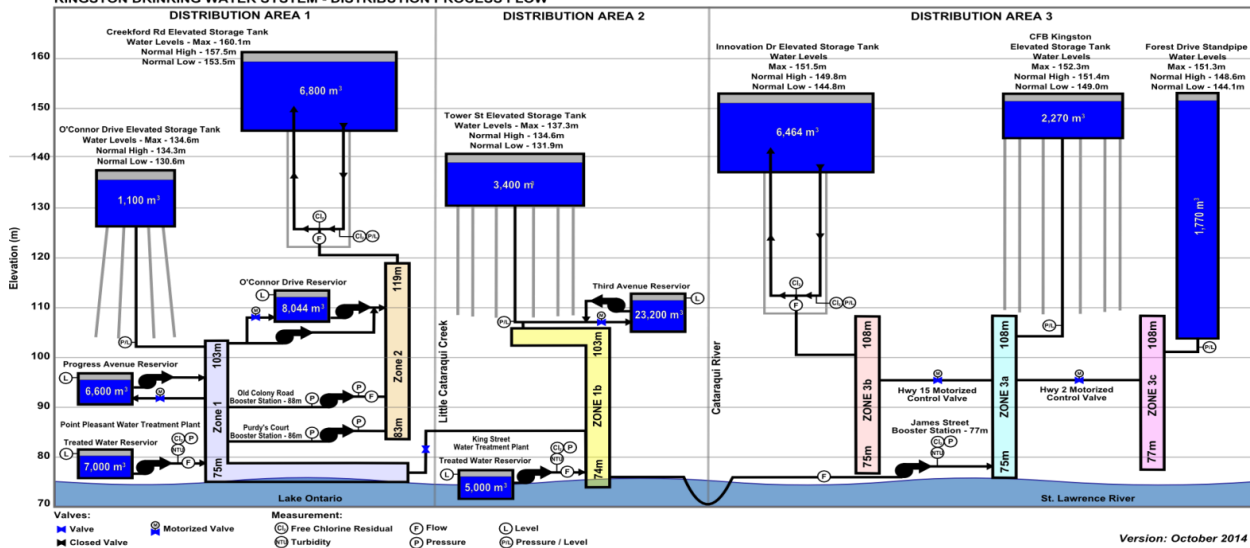 KINGSTON DRINKING WATER SYSTEM - DISTRIBUTION PROCESS FLOW
DISTRIBUTION AREA 1
DISTRIBUTION AREA 2
DISTRIBUTION AREA 3
Elevation (m)
160
150
140
130
120
110
100
90
80
70
Creekford Rd Elevated Storage Tank
Water Levels - Max - 160.1m
Normal High - 157.5m
Normal Low - 153.5m
6,800 m³
O'Connor Drive Elevated Storage Tank
Water Levels - Max - 134.6m
Normal High - 134.3m
Normal Low - 130.6m
1,100 m³
CL
F
CL
P/L
P/L
O'Connor Drive Reservior
L
8,044 m³
M
Progress Avenue Reservior
L
6,600 m³
M
Point Pleasant Water Treatment Plant
Treated Water Reservior
L
7,000 m³
CL
P
NTU
F
103m
Zone 1
75m
Old Colony Road
Booster Station - 88m
P
P
F
Purdy's Court
Booster Station - 86m
P
P
119m
Zone 2
83m
Lake Ontario
Little Cataraqui Creek
Tower St Elevated Storage Tank
Water Levels - Max - 137.3m
Normal High - 134.6m
Normal Low - 131.9m
3,400 m³
P/L
Third Avenue Reservior
L
23,200 m³
M
103m
ZONE 1b
74m
King Street
Water Treatment Plant
Treated Water Reservior
L
5,000 m³
CL
P
NTU
F
Cataraqui River
Innovation Dr Elevated Storage Tank
Water Levels
Max - 151.5m
Normal High - 149.8m
Normal Low - 144.8m
6,464 m³
CL
F
CL
P/L
108m
ZONE 3b
75m
M
Hwy 15 Motorized
Control Valve
F
James Street
Booster Station - 77m
CL
P
NTU
CFB Kingston
Elevated Storage Tank
Water Levels
Max - 152.3m
Normal High - 151.4m
Normal Low - 149.0m
2,270 m³
P/L
108m
ZONE 3a
75m
M
Hwy 2 Motorized
Control Valve
Forest Drive Standpipe
Water Levels
Max - 151.3m
Normal High - 148.6m
Normal Low - 144.1m
1,770 m³
P/L
108m
ZONE 3c
77m
St. Lawrence River
Valves:
Valve
M Motorized Valve
Closed Valve
Measurement:
CL Free Chlorine Residual
NTU Turbidity
F Flow
P Pressure
L Level
P/L Pressure / Level
Version: October 2014